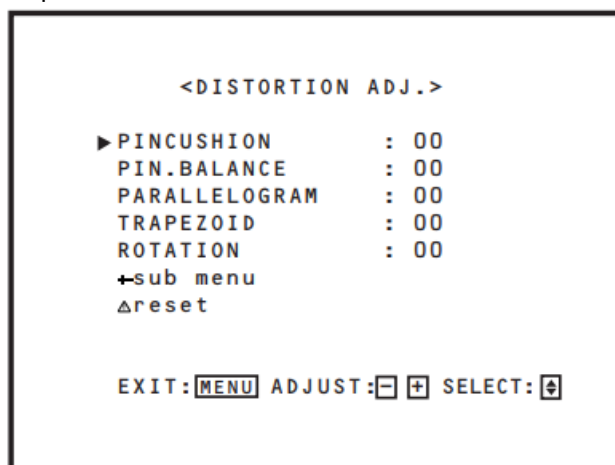 <DISTORTION ADJ.>
▶PINCUSHION : 00
PIN.BALANCE : 00
PARALLELOGRAM : 00
TRAPEZOID : 00
ROTATION : 00
sub menu
reset
EXIT:MENU ADJUST:- + SELECT: